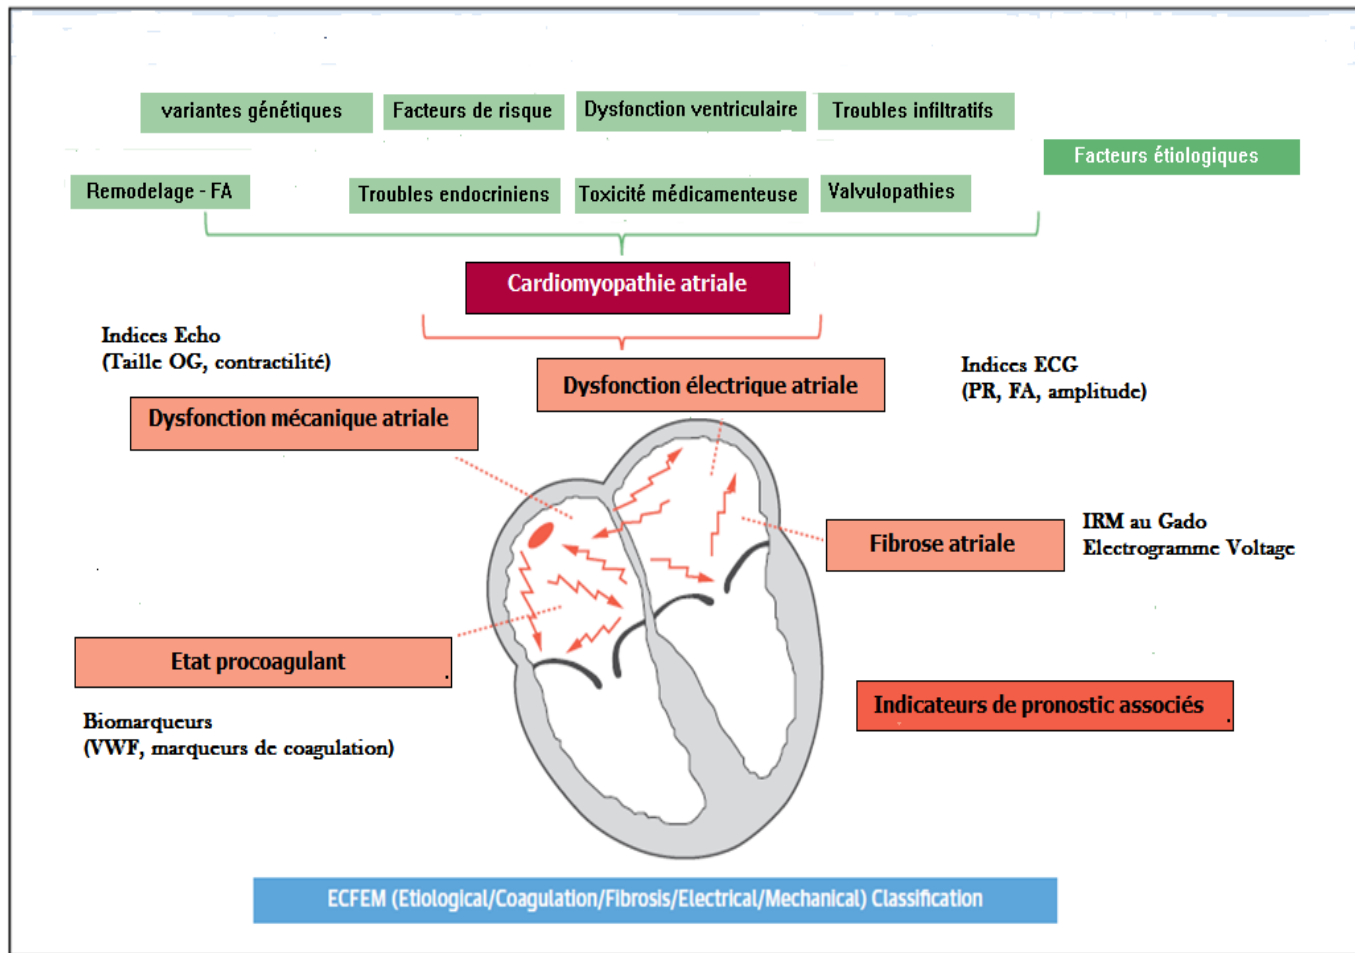 variantes génétiques
Facteurs de risque
Dysfonction ventriculaire
Troubles infiltratifs
Facteurs étiologiques
Remodelage - FA
Troubles endocriniens
Toxicité médicamenteuse
Valvulopathies
Cardiomyopathie atriale
Indices Echo
(Taille OG, contractilité)
Dysfonction électrique atriale
Indices ECG
(PR, FA, amplitude)
Dysfonction mécanique atriale
Fibrose atriale
IRM au Gado
Electrogramme Voltage
Etat procoagulant
.
Biomarqueurs
(VWF, marqueurs de coagulation)
Indicateurs de pronostic associés
.
ECFEM (Etiological/Coagulation/Fibrosis/Electrical/Mechanical) Classification